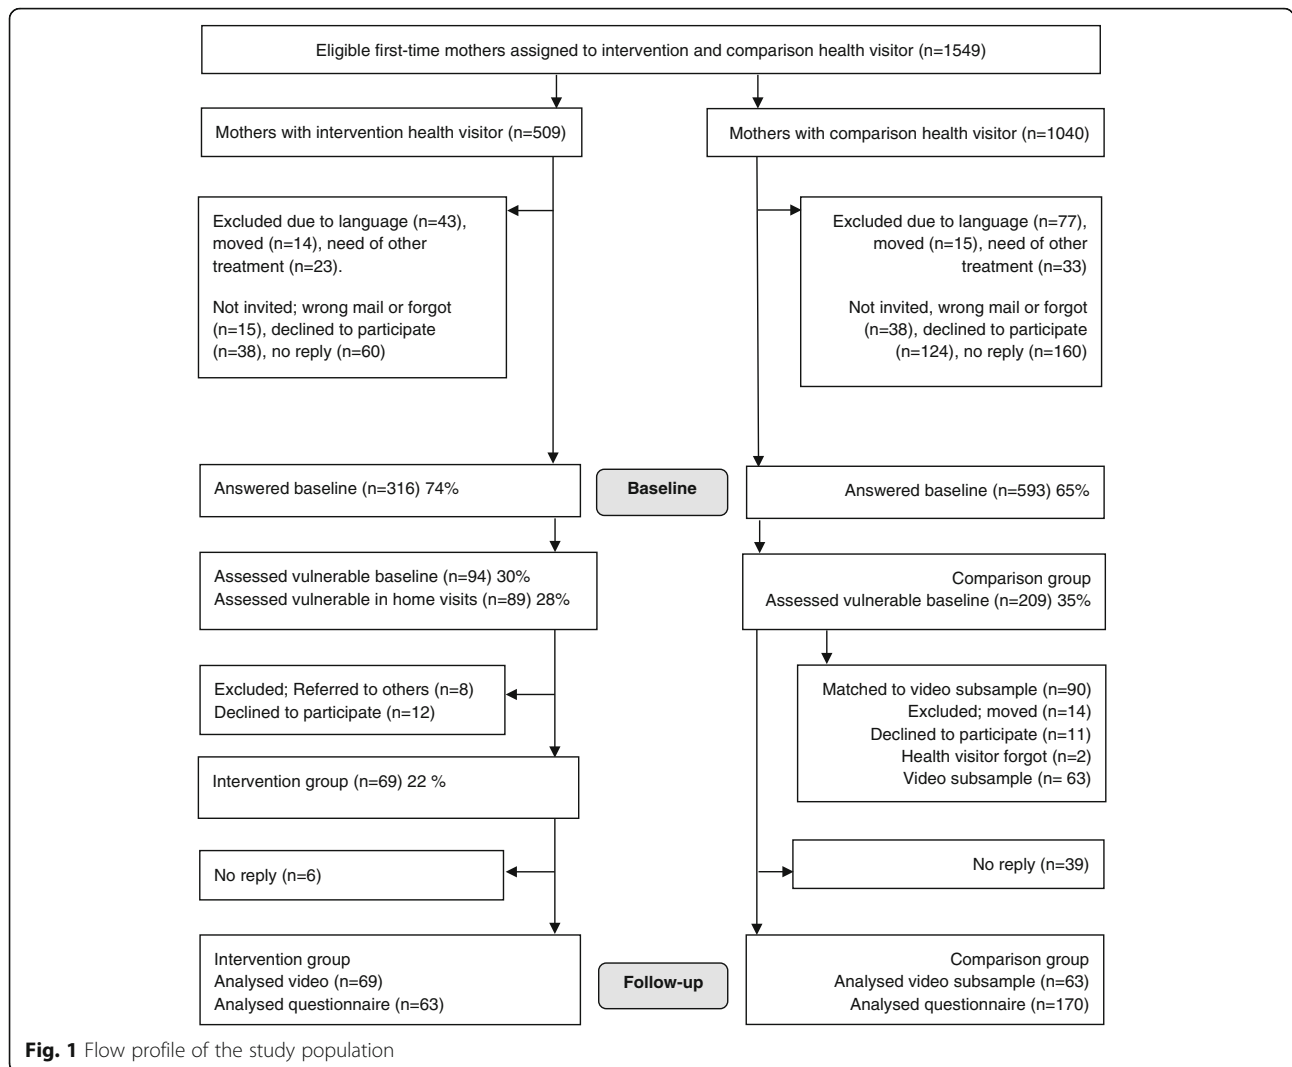 Eligible first-time mothers assigned to intervention and comparison health visitor (n=1549)
Mothers with intervention health visitor (n=509)
Mothers with comparison health visitor (n=1040)
Excluded due to language (n=43),
moved (n=14), need of other
treatment (n=23).
Not invited; wrong mail or forgot
(n=15), declined to participate
(n=38), no reply (n=60)
Excluded due to language (n=77),
moved (n=15), need of other
treatment (n=33)
Not invited, wrong mail or forgot
(n=38), declined to participate
(n=124), no reply (n=160)
Answered baseline (n=316) 74%
Baseline
Answered baseline (n=593) 65%
Assessed vulnerable baseline (n=94) 30%
Assessed vulnerable in home visits (n=89) 28%
Comparison group
Assessed vulnerable baseline (n=209) 35%
Excluded; Referred to others (n=8)
Declined to participate (n=12)
Matched to video subsample (n=90)
Excluded; moved (n=14)
Declined to participate (n=11)
Health visitor forgot (n=2)
Video subsample (n= 63)
Intervention group (n=69) 22 %
No reply (n=6)
No reply (n=39)
Intervention group
Analysed video (n=69)
Analysed questionnaire (n=63)
Follow-up
Comparison group
Analysed video subsample (n=63)
Analysed questionnaire (n=170)
Fig. 1 Flow profile of the study population